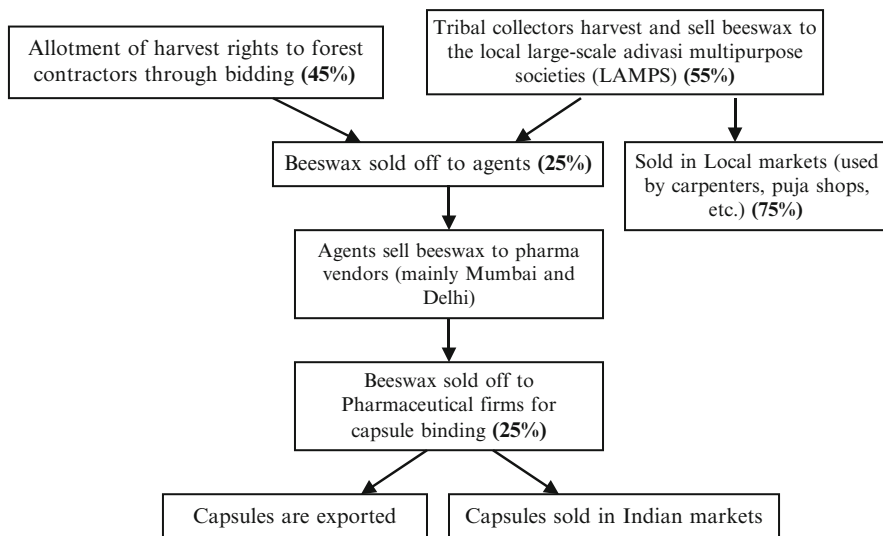 Allotment of harvest rights to forest
contractors through bidding (45%)
Tribal collectors harvest and sell beeswax to
the local large-scale adivasi multipurpose
societies (LAMPS) (55%)
Beeswax sold off to agents (25%)
Sold in Local markets (used
by carpenters, puja shops,
etc.) (75%)
Agents sell beeswax to pharma
vendors (mainly Mumbai and
Delhi)
Beeswax sold off to
Pharmaceutical firms for
capsule binding (25%)
Capsules are exported
Capsules sold in Indian markets